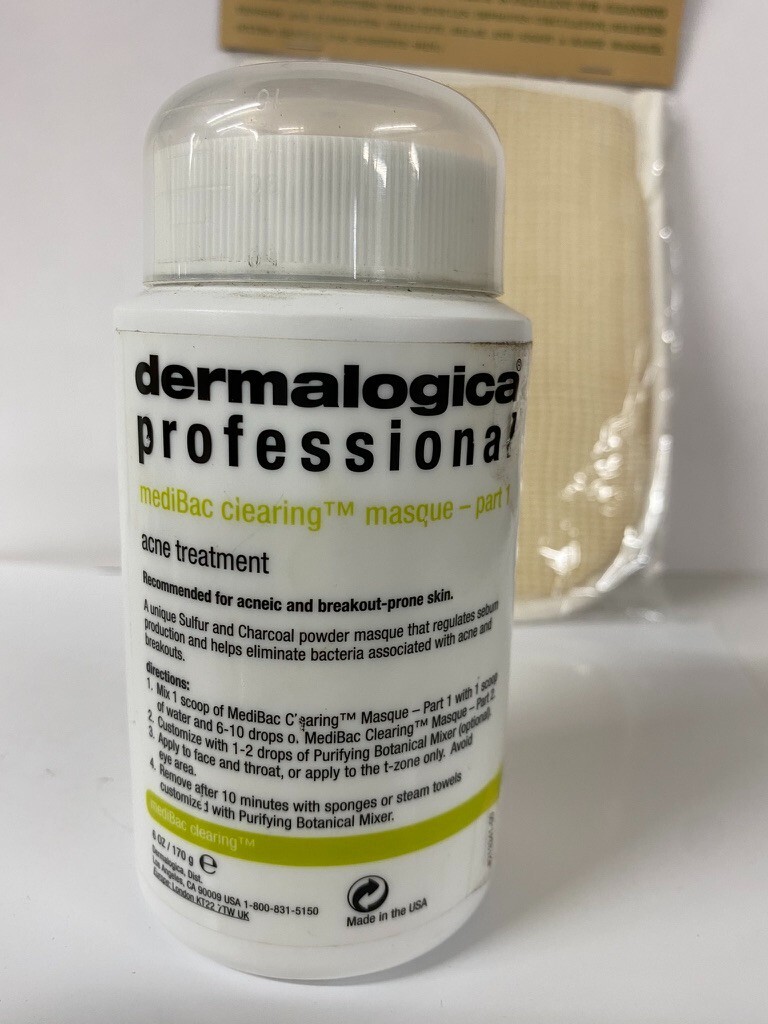 dermalogica®
professional
mediBac clearing™ masque – part 1
acne treatment
Recommended for acneic and breakout-prone skin.
A unique Sulfur and Charcoal powder masque that regulates sebum
production and helps eliminate bacteria associated with acne and
breakouts.
directions:
1. Mix 1 scoop of MediBac Clearing™ Masque – Part 1 with 1 scoop
of water and 6-10 drops of MediBac Clearing™ Masque – Part 2.
2. Customize with 1-2 drops of Purifying Botanical Mixer (optional).
3. Apply to face and throat, or apply to the t-zone only. Avoid
eye area.
4. Remove after 10 minutes with sponges or steam towels
customized with Purifying Botanical Mixer.
mediBac clearing™
6 OZ / 170 g e
Dermalogica, Dist.
Los Angeles, CA 90009 USA 1-800-831-5150
Europe: London KT22 7TW UK
Made in the USA